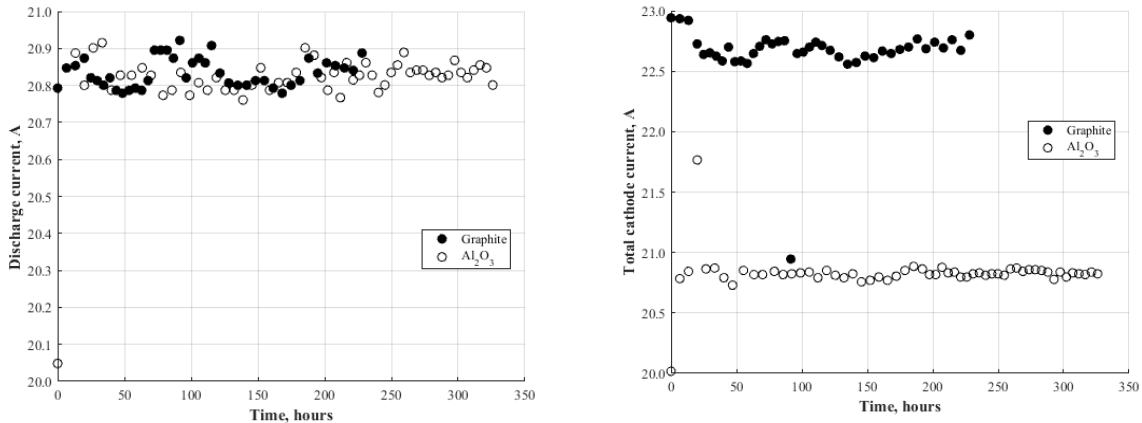 21.0
20.9
20.8
20.7
20.6
20.5
20.4
20.3
20.2
20.1
20.0
Discharge current, A
Graphite
Al₂O₃
0 50 100 150 200 250 300 350
Time, hours
23.0
22.5
22.0
21.5
21.0
20.5
20.0
Total cathode current, A
Graphite
Al₂O₃
0 50 100 150 200 250 300 350
Time, hours